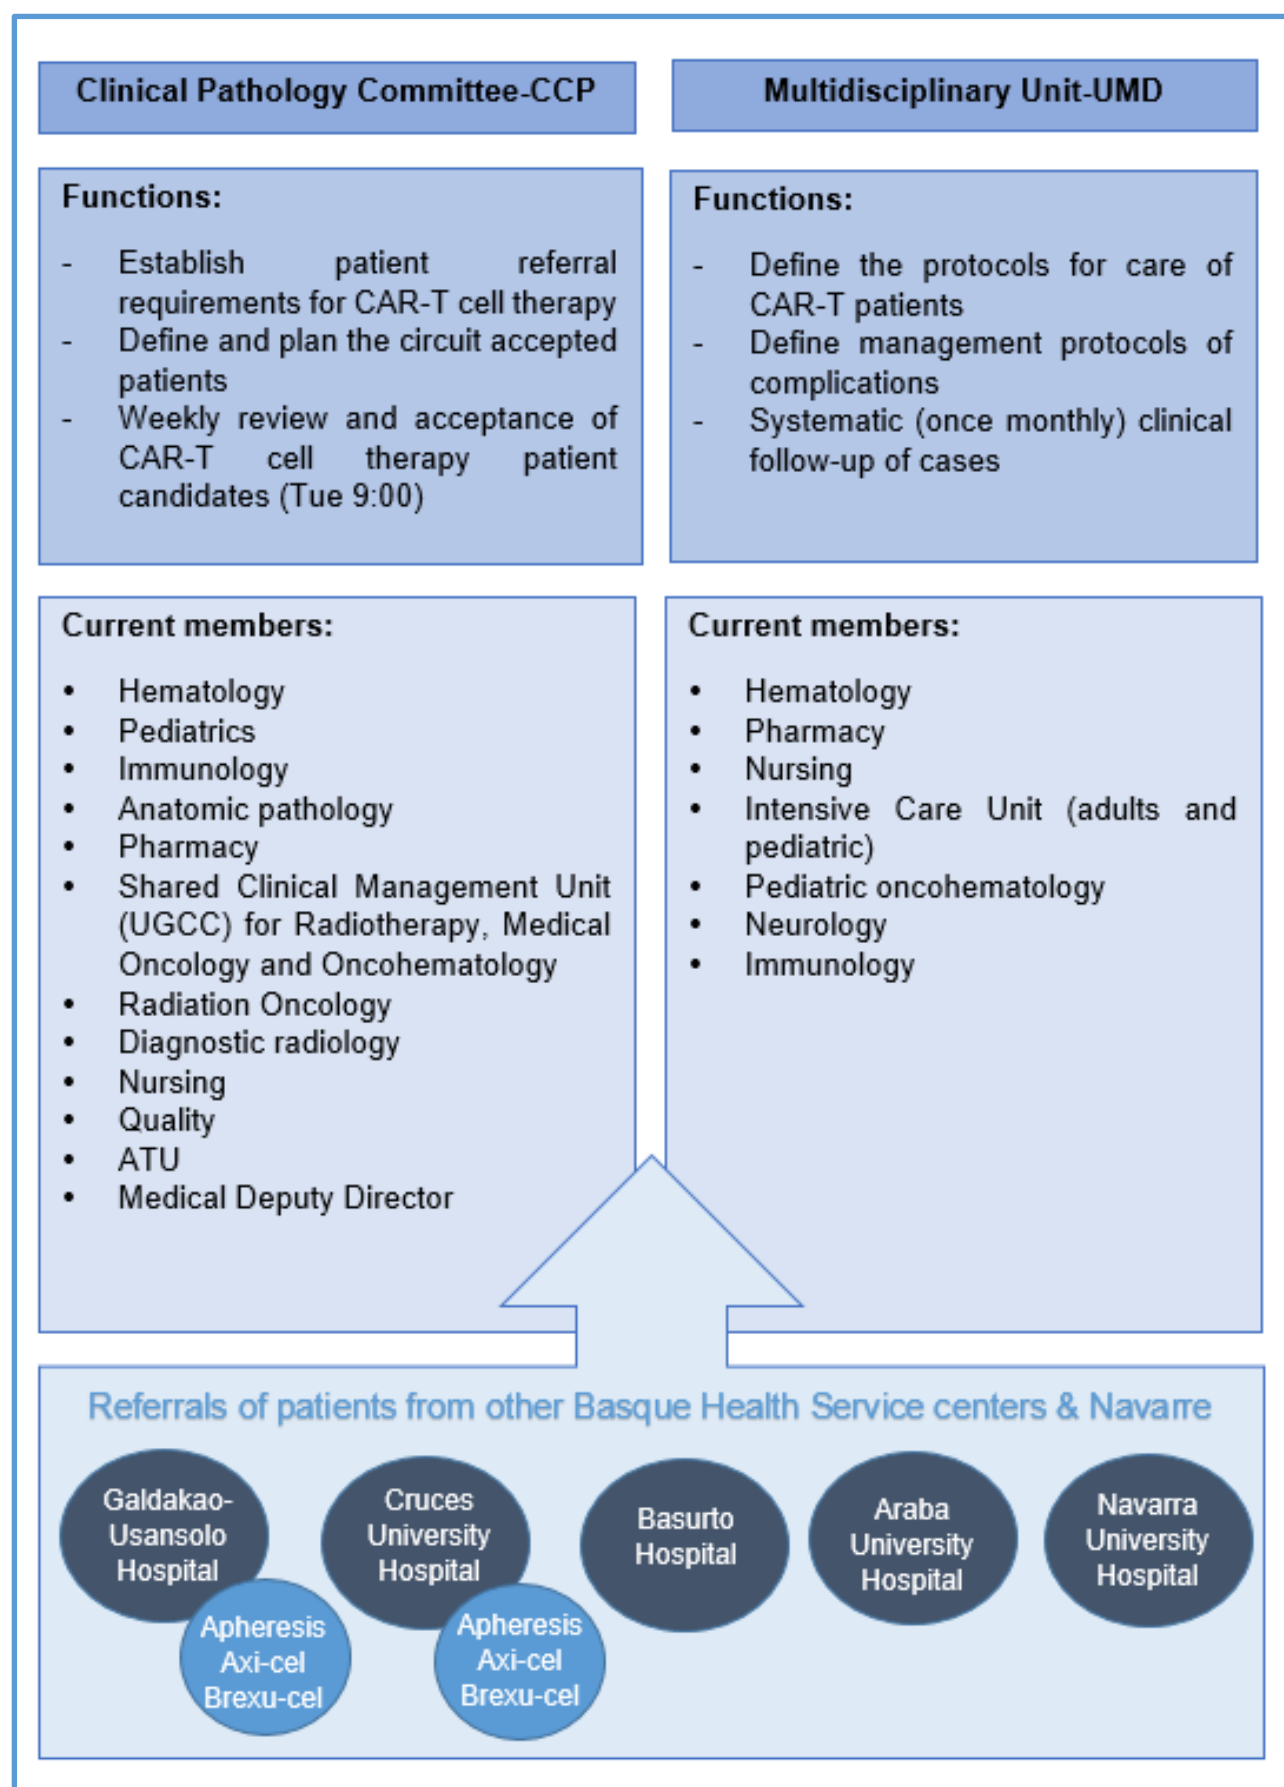 Clinical Pathology Committee-CCP
Functions:
- Establish patient referral
requirements for CAR-T cell therapy
- Define and plan the circuit accepted
patients
- Weekly review and acceptance of
CAR-T cell therapy patient
candidates (Tue 9:00)
Current members:
• Hematology
• Pediatrics
• Immunology
• Anatomic pathology
• Pharmacy
• Shared Clinical Management Unit
(UGCC) for Radiotherapy, Medical
Oncology and Oncohematology
• Radiation Oncology
• Diagnostic radiology
• Nursing
• Quality
• ATU
• Medical Deputy Director
Multidisciplinary Unit-UMD
Functions:
- Define the protocols for care of
CAR-T patients
- Define management protocols of
complications
- Systematic (once monthly) clinical
follow-up of cases
Current members:
• Hematology
• Pharmacy
• Nursing
• Intensive Care Unit (adults and
pediatric)
• Pediatric oncohematology
• Neurology
• Immunology
Referrals of patients from other Basque Health Service centers & Navarre
Galdakao-
Usansolo
Hospital
Apheresis
Axi-cel
Brexu-cel
Cruces
University
Hospital
Apheresis
Axi-cel
Brexu-cel
Basurto
Hospital
Araba
University
Hospital
Navarra
University
Hospital